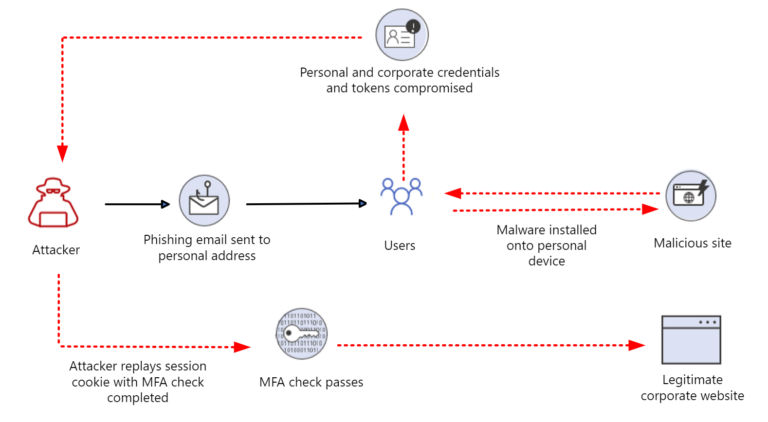 Personal and corporate credentials
and tokens compromised
Attacker
Phishing email sent to
personal address
Users
Malware installed
onto personal
device
Malicious site
Attacker replays session
cookie with MFA check
completed
MFA check passes
Legitimate
corporate website